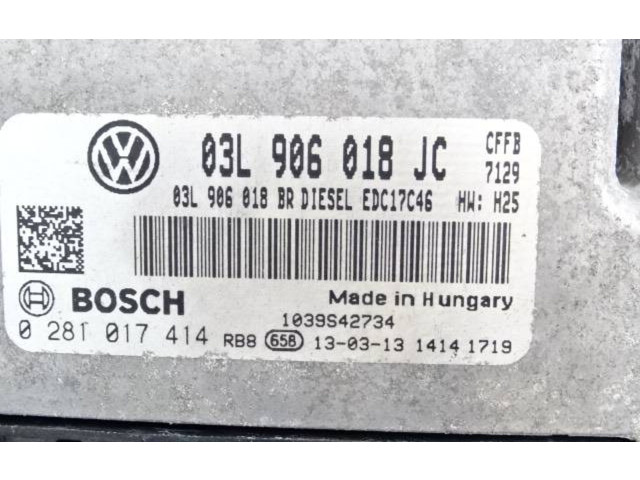 03L 906 018 JC CFFB
7129
03L 906 018 BR DIESEL EDC17C46 HW: H25
BOSCH Made in Hungary
1039S42734
0 281 017 414 RB8 658 13-03-13 1414 1719